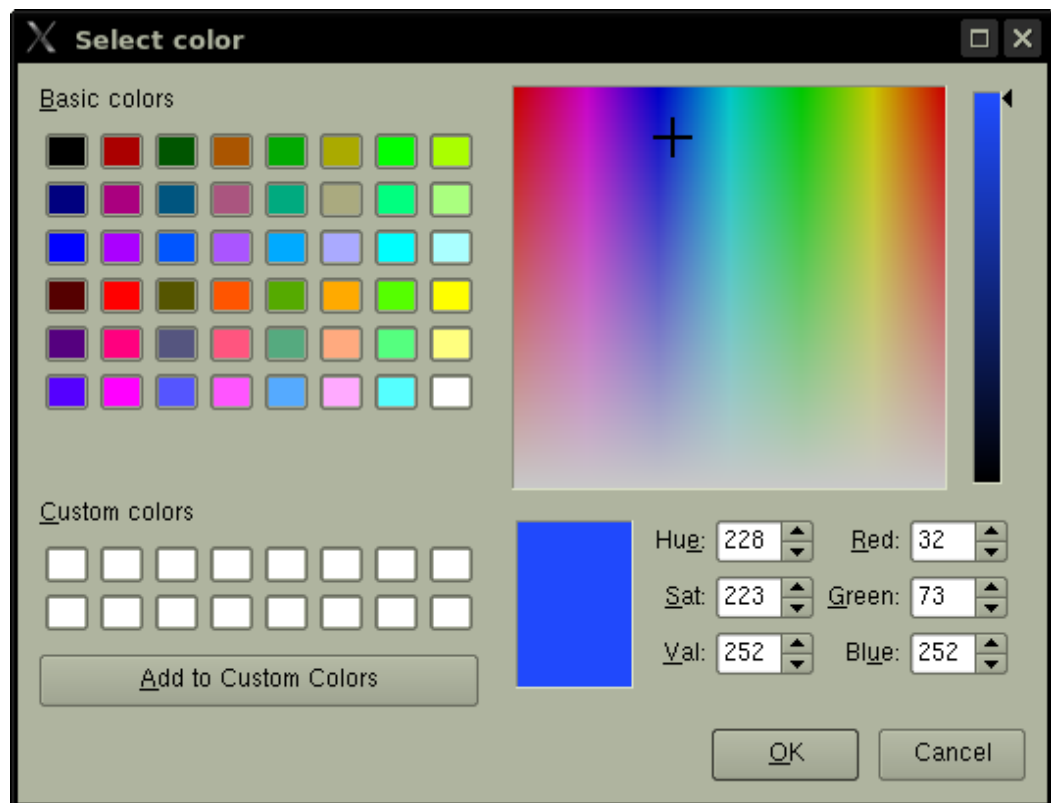 Select color
Basic colors
Custom colors
Add to Custom Colors
Hue: 228 Red: 32
Sat: 223 Green: 73
Val: 252 Blue: 252
OK Cancel